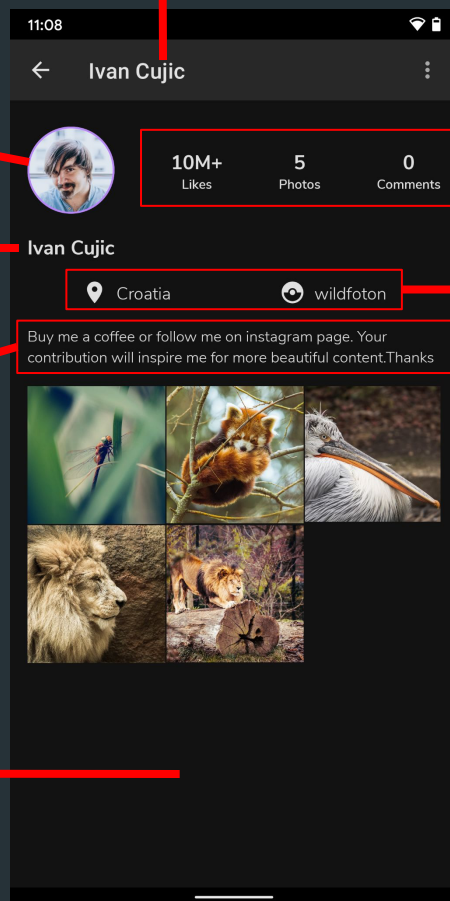 11:08
Ivan Cujic
10M+ 5 0
Likes Photos Comments
Ivan Cujic
Croatia wildfoton
Buy me a coffee or follow me on instagram page. Your
contribution will inspire me for more beautiful content.Thanks